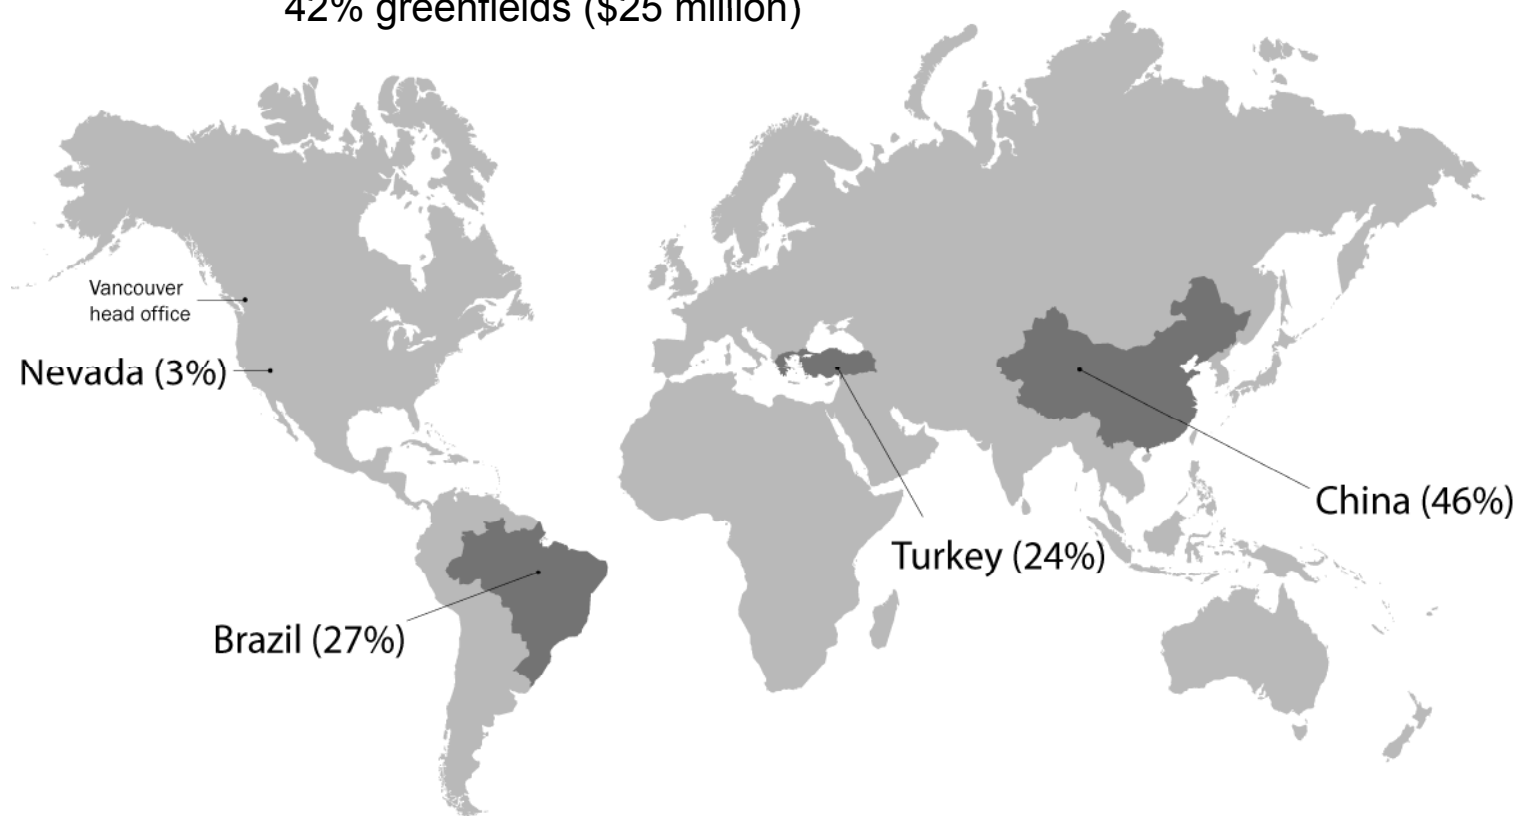 42% greenfields ($25 million)
Vancouver
head office
Nevada (3%)
China (46%)
Turkey (24%)
Brazil (27%)